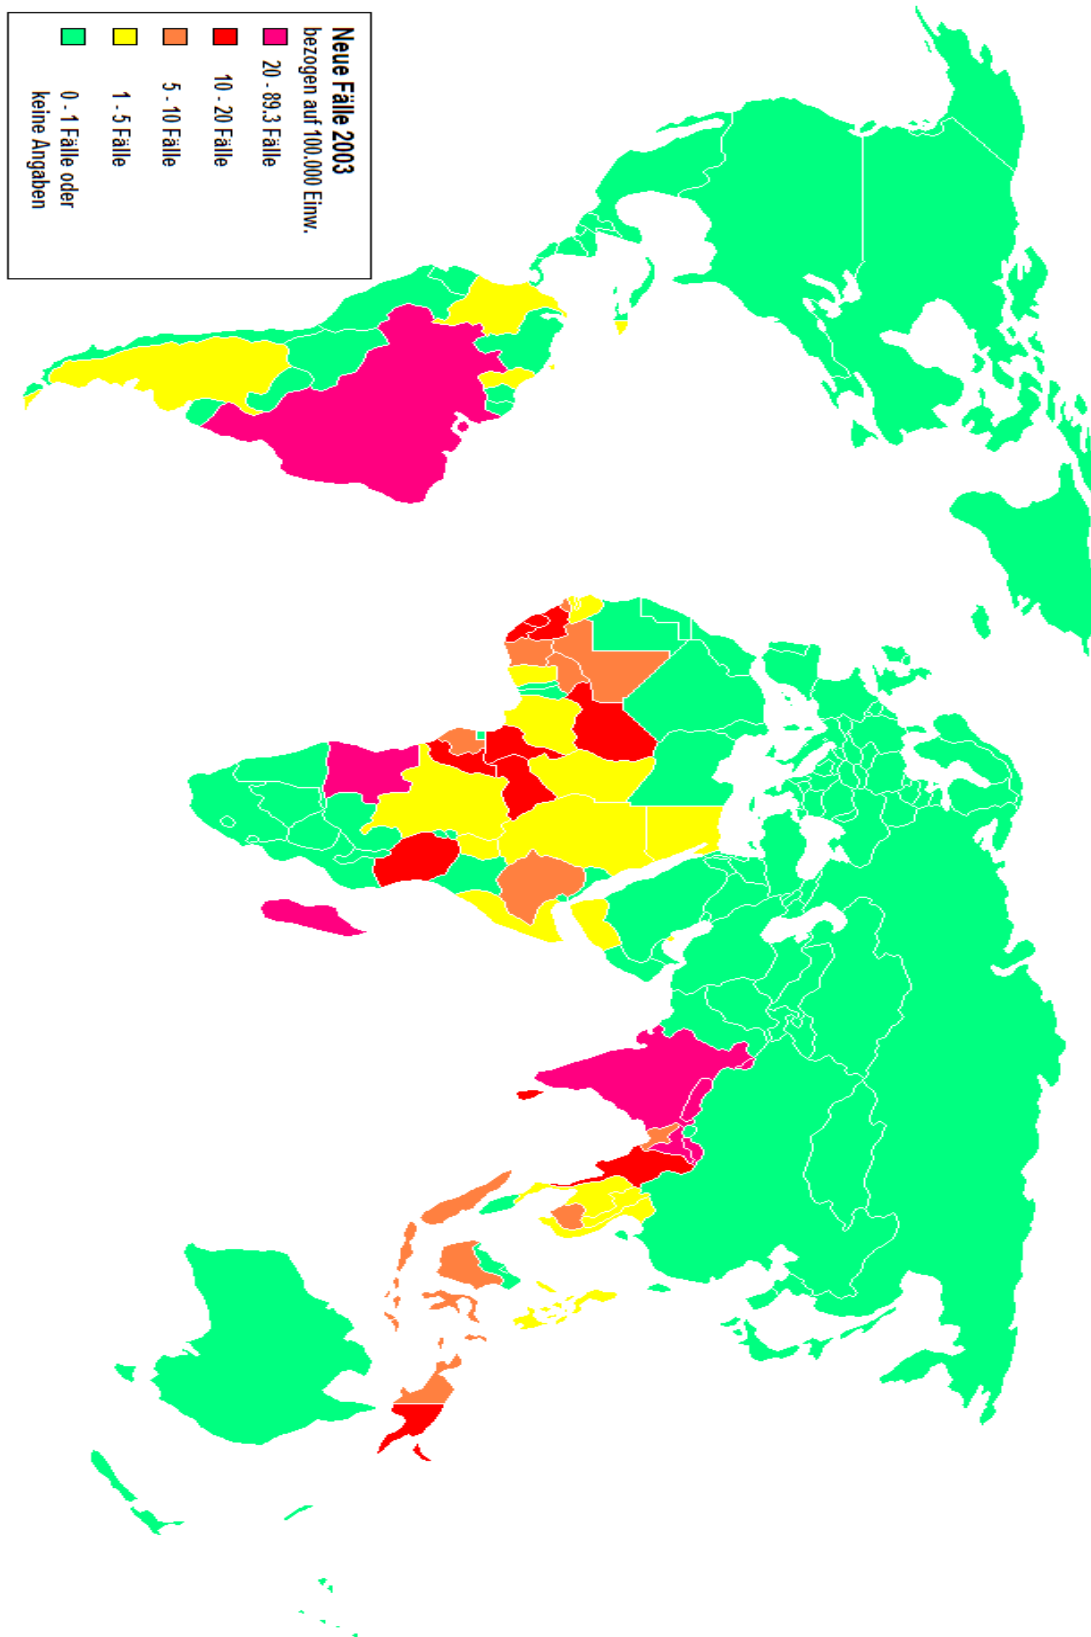 Neue Fälle 2003
bezogen auf 100.000 Einw.
20 - 89.3 Fälle
10 - 20 Fälle
5 - 10 Fälle
1 - 5 Fälle
0 - 1 Fälle oder
keine Angaben